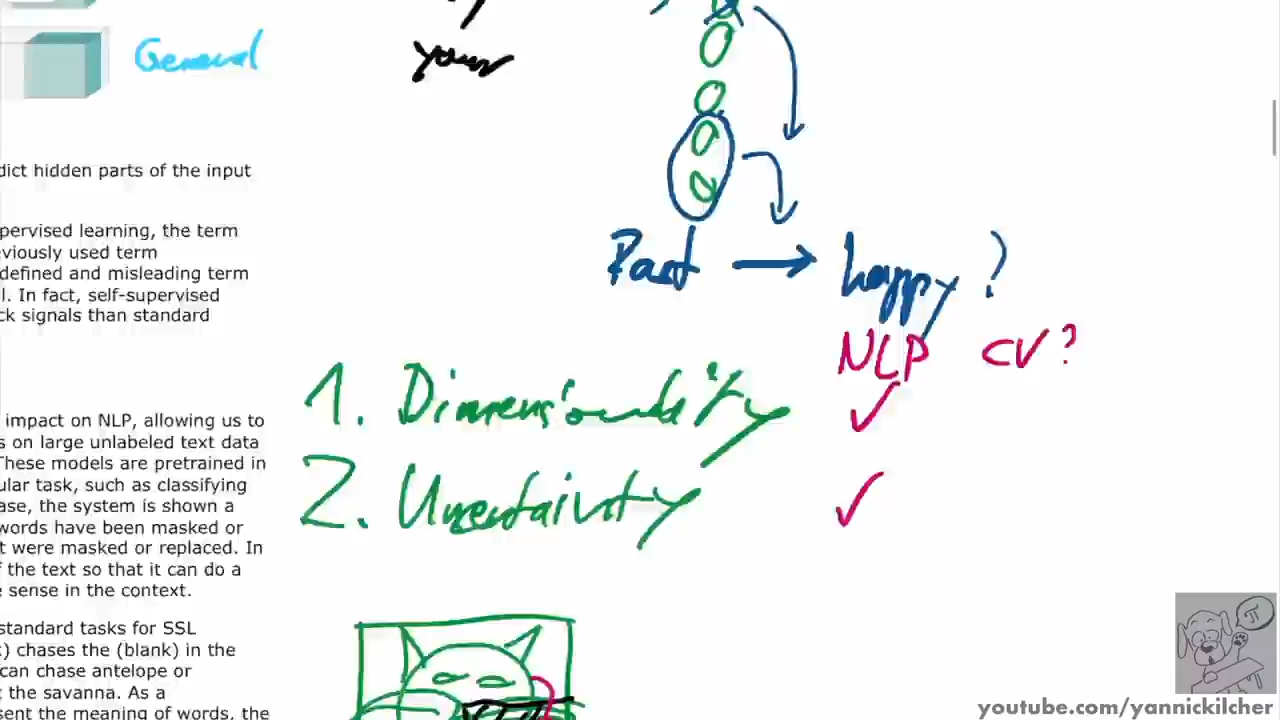 General
your
dict hidden parts of the input
pervised learning, the term
eviously used term
defined and misleading term
l. In fact, self-supervised
ck signals than standard
Part → happy ?
NLP CV?
1. Dimensionality ✓
2. Uncertainty ✓
impact on NLP, allowing us to
s on large unlabeled text data
These models are pretrained in
ular task, such as classifying
ase, the system is shown a
words have been masked or
t were masked or replaced. In
f the text so that it can do a
e sense in the context.
standard tasks for SSL
) chases the (blank) in the
can chase antelope or
t the savanna. As a
sent the meaning of words, the
π
youtube.com/yannickilcher